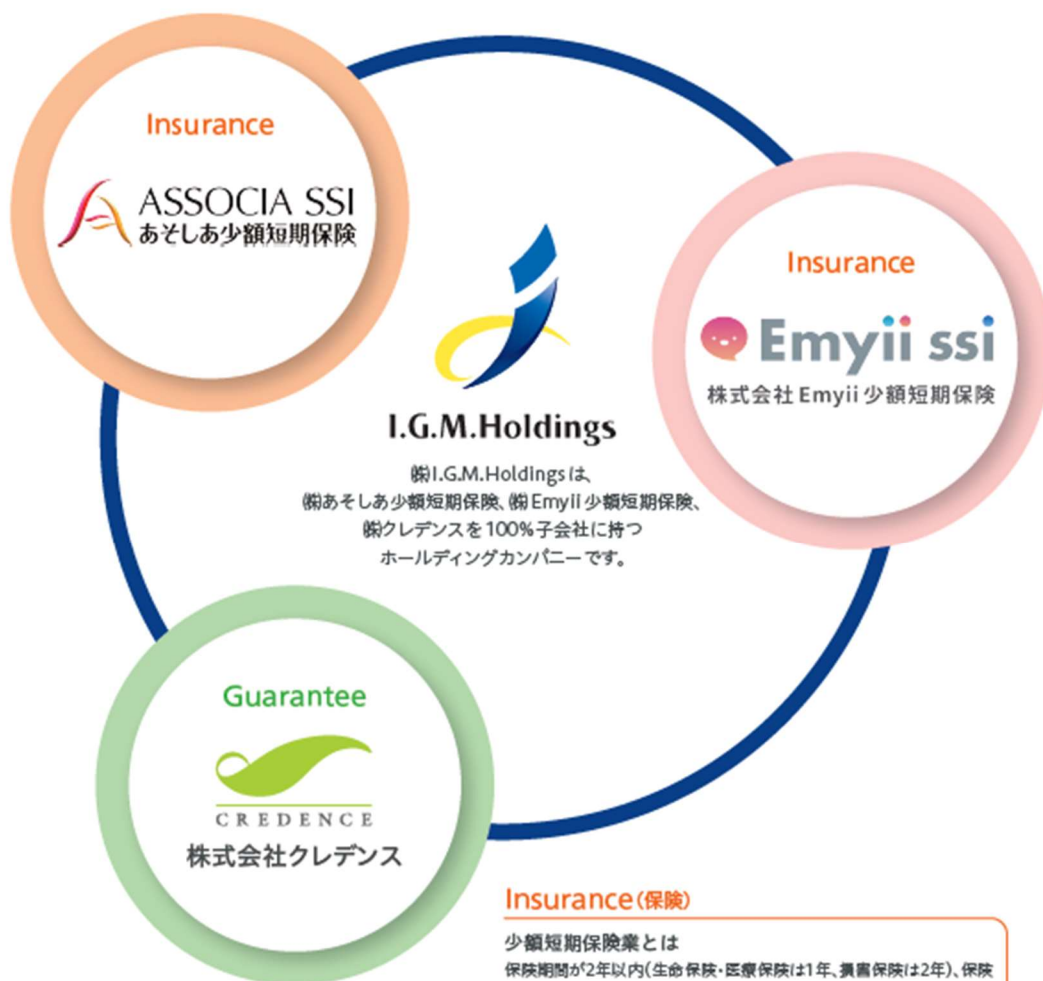 Insurance
ASSOCIA SSI
あそしあ少額短期保険
Insurance
Emyii ssi
株式会社Emyii少額短期保険
I.G.M.Holdings
㈱I.G.M.Holdingsは、
㈱あそしあ少額短期保険、㈱Emyii少額短期保険、
㈱クレデンスを100%子会社に持つ
ホールディングカンパニーです。
Guarantee
CREDENCE
株式会社クレデンス
Insurance(保険)
少額短期保険業とは
保険期間が2年以内(生命保険・医療保険は1年、損害保険は2年)、保険